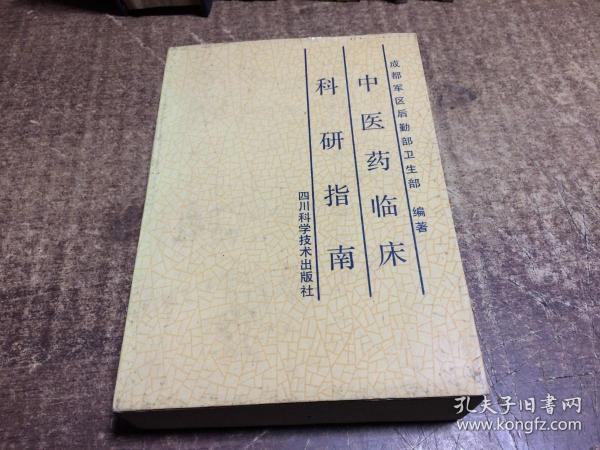 成都军区后勤部卫生部 编著
中医药临床
科研指南
四川科学技术出版社
孔夫子旧书网
www.kongfz.com